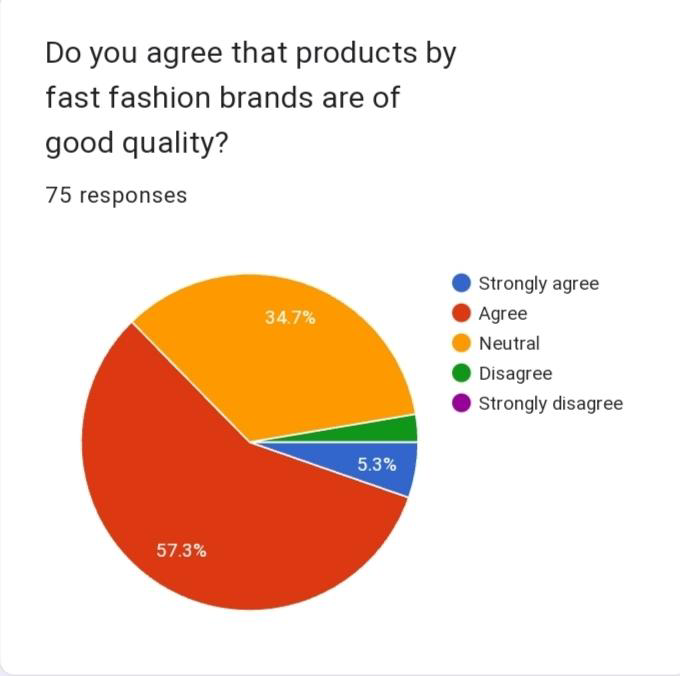 Do you agree that products by
fast fashion brands are of
good quality?
75 responses
Strongly agree
Agree
Neutral
Disagree
Strongly disagree
34.7%
5.3%
57.3%